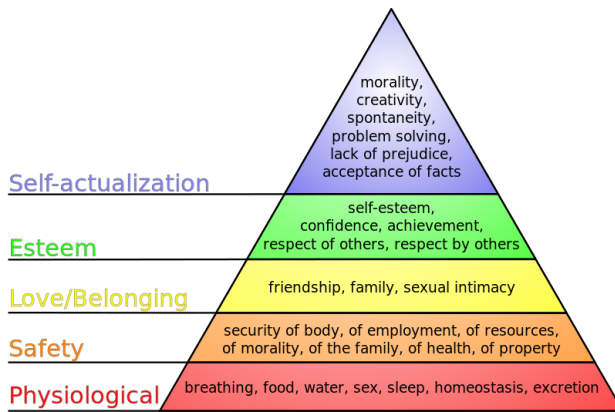 morality,
creativity,
spontaneity,
problem solving,
lack of prejudice,
acceptance of facts
Self-actualization
self-esteem,
confidence, achievement,
respect of others, respect by others
Esteem
friendship, family, sexual intimacy
Love/Belonging
security of body, of employment, of resources,
of morality, of the family, of health, of property
Safety
breathing, food, water, sex, sleep, homeostasis, excretion
Physiological